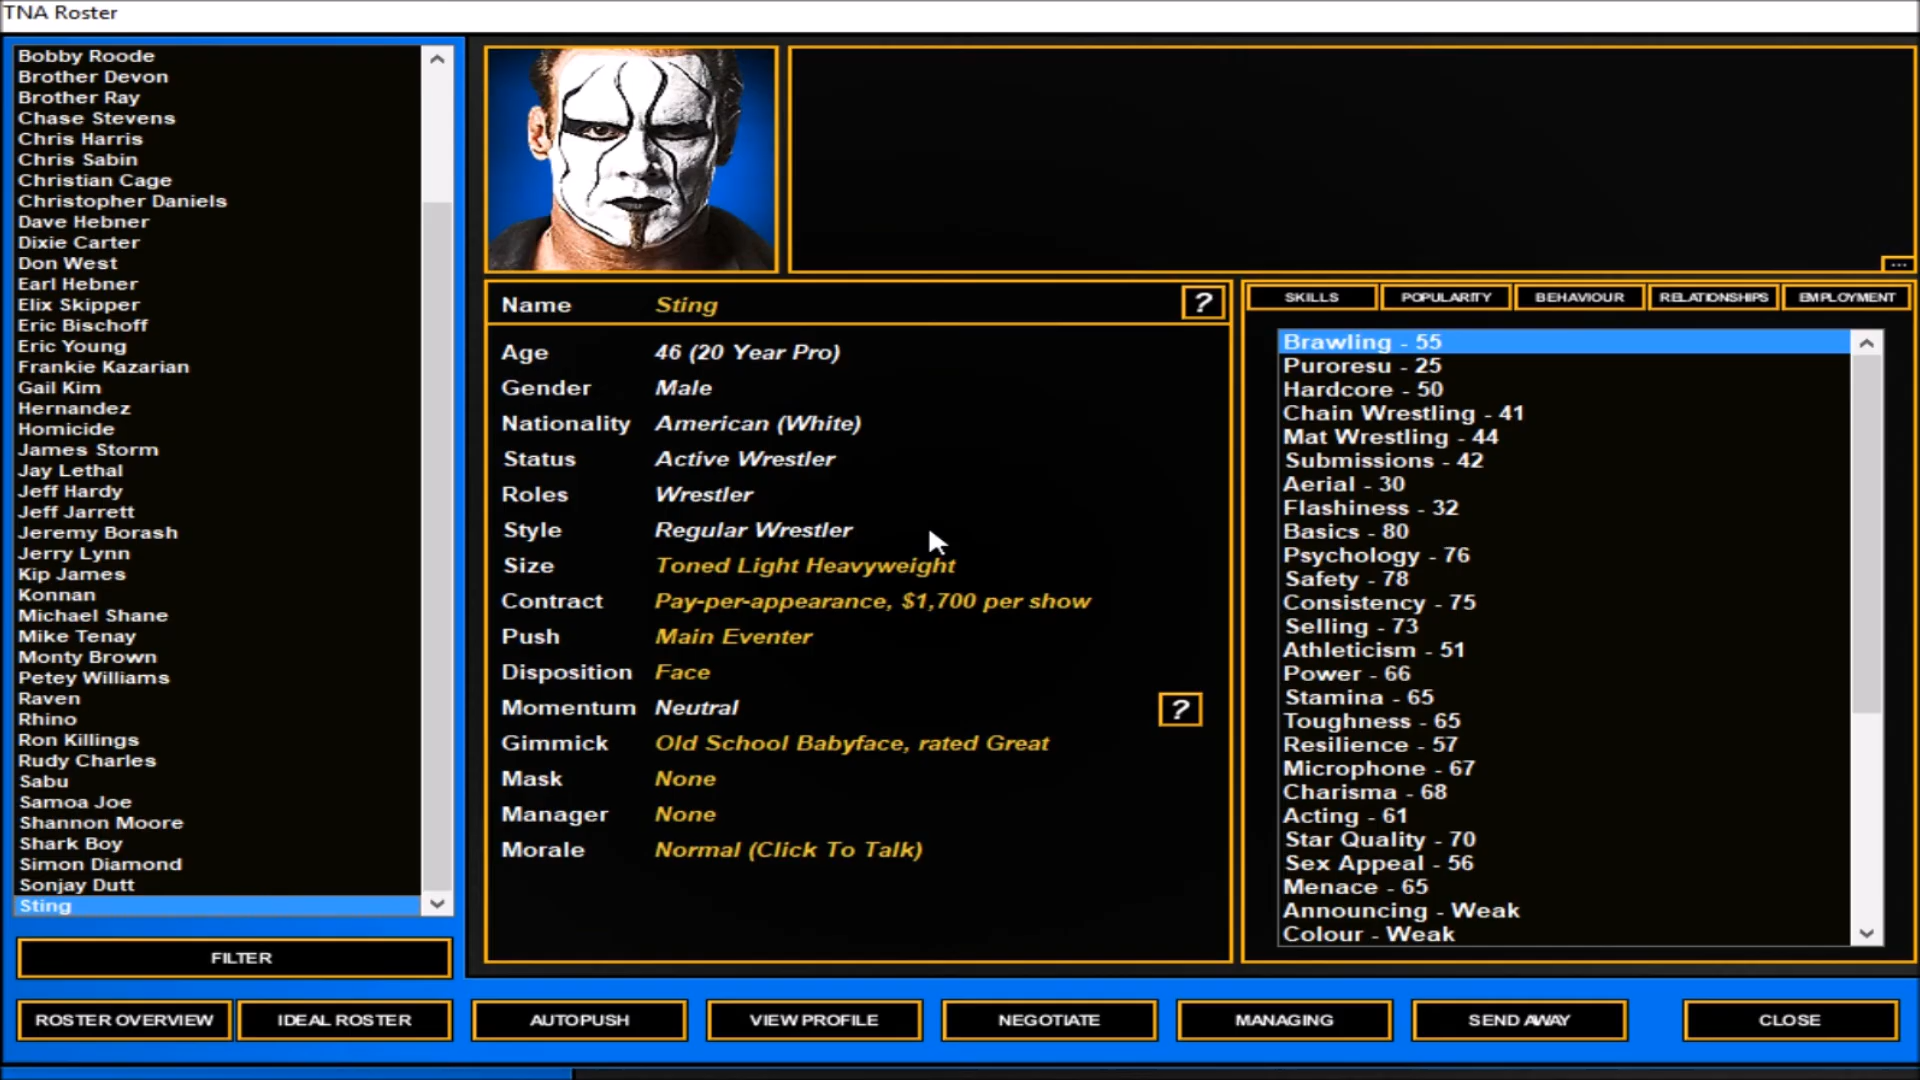 TNA Roster
Bobby Roode
Brother Devon
Brother Ray
Chase Stevens
Chris Harris
Chris Sabin
Christian Cage
Christopher Daniels
Dave Hebner
Dixie Carter
Don West
Earl Hebner
Elix Skipper
Eric Bischoff
Eric Young
Frankie Kazarian
Gail Kim
Hernandez
Homicide
James Storm
Jay Lethal
Jeff Hardy
Jeff Jarrett
Jeremy Borash
Jerry Lynn
Kip James
Konnan
Michael Shane
Mike Tenay
Monty Brown
Petey Williams
Raven
Rhino
Ron Killings
Rudy Charles
Sabu
Samoa Joe
Shannon Moore
Shark Boy
Simon Diamond
Sonjay Dutt
Sting
FILTER
...
Name Sting ?
Age 46 (20 Year Pro)
Gender Male
Nationality American (White)
Status Active Wrestler
Roles Wrestler
Style Regular Wrestler
Size Toned Light Heavyweight
Contract Pay-per-appearance, $1,700 per show
Push Main Eventer
Disposition Face
Momentum Neutral ?
Gimmick Old School Babyface, rated Great
Mask None
Manager None
Morale Normal (Click To Talk)
SKILLS POPULARITY BEHAVIOUR RELATIONSHIPS EMPLOYMENT
Brawling - 55
Puroresu - 25
Hardcore - 50
Chain Wrestling - 41
Mat Wrestling - 44
Submissions - 42
Aerial - 30
Flashiness - 32
Basics - 80
Psychology - 76
Safety - 78
Consistency - 75
Selling - 73
Athleticism - 51
Power - 66
Stamina - 65
Toughness - 65
Resilience - 57
Microphone - 67
Charisma - 68
Acting - 61
Star Quality - 70
Sex Appeal - 56
Menace - 65
Announcing - Weak
Colour - Weak
ROSTER OVERVIEW IDEAL ROSTER AUTOPUSH VIEW PROFILE NEGOTIATE MANAGING SEND AWAY CLOSE